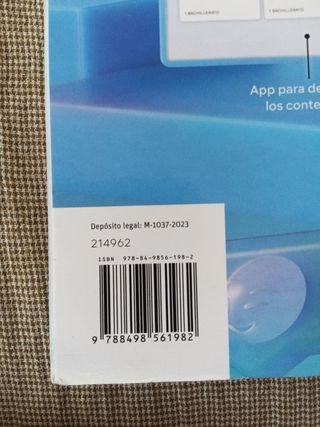 1 BACHILLERATO
1 BACHILLERATO
App para de
los conte
Depósito legal: M-1037-2023
214962
ISBN 978-84-9856-198-2
9 788498 561982